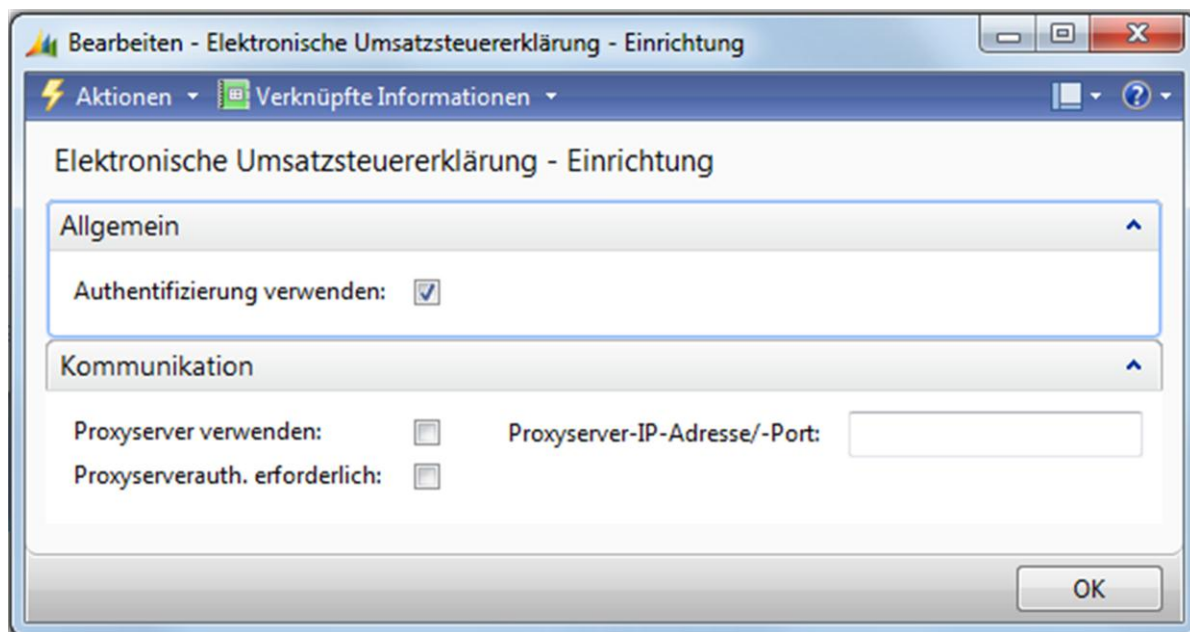 Bearbeiten - Elektronische Umsatzsteuererklärung - Einrichtung
Aktionen Verknüpfte Informationen
Elektronische Umsatzsteuererklärung - Einrichtung
Allgemein
Authentifizierung verwenden:
Kommunikation
Proxyserver verwenden: Proxyserver-IP-Adresse/-Port:
Proxyserverauth. erforderlich:
OK